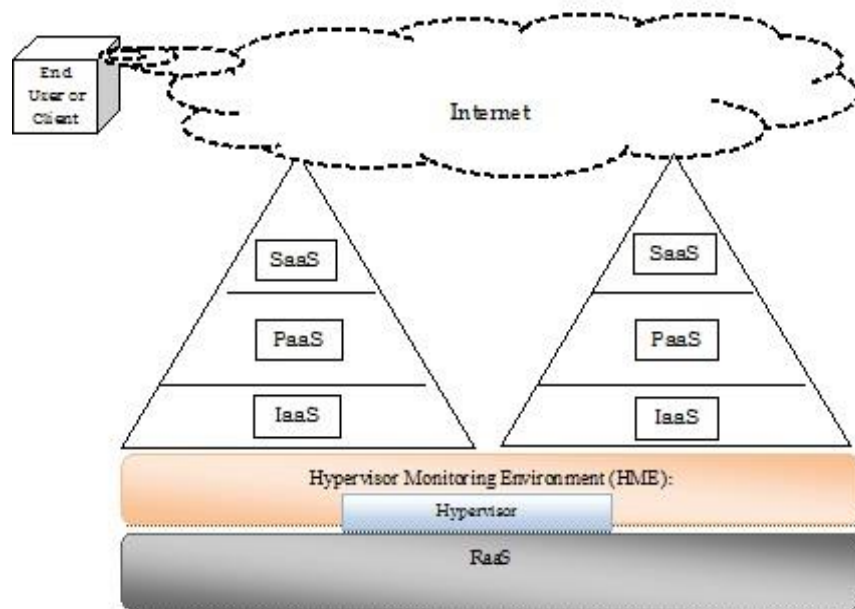 End
User or
Client
Internet
SaaS
SaaS
PaaS
PaaS
IaaS
IaaS
Hypervisor Monitoring Environment (HME):
Hypervisor
RaaS